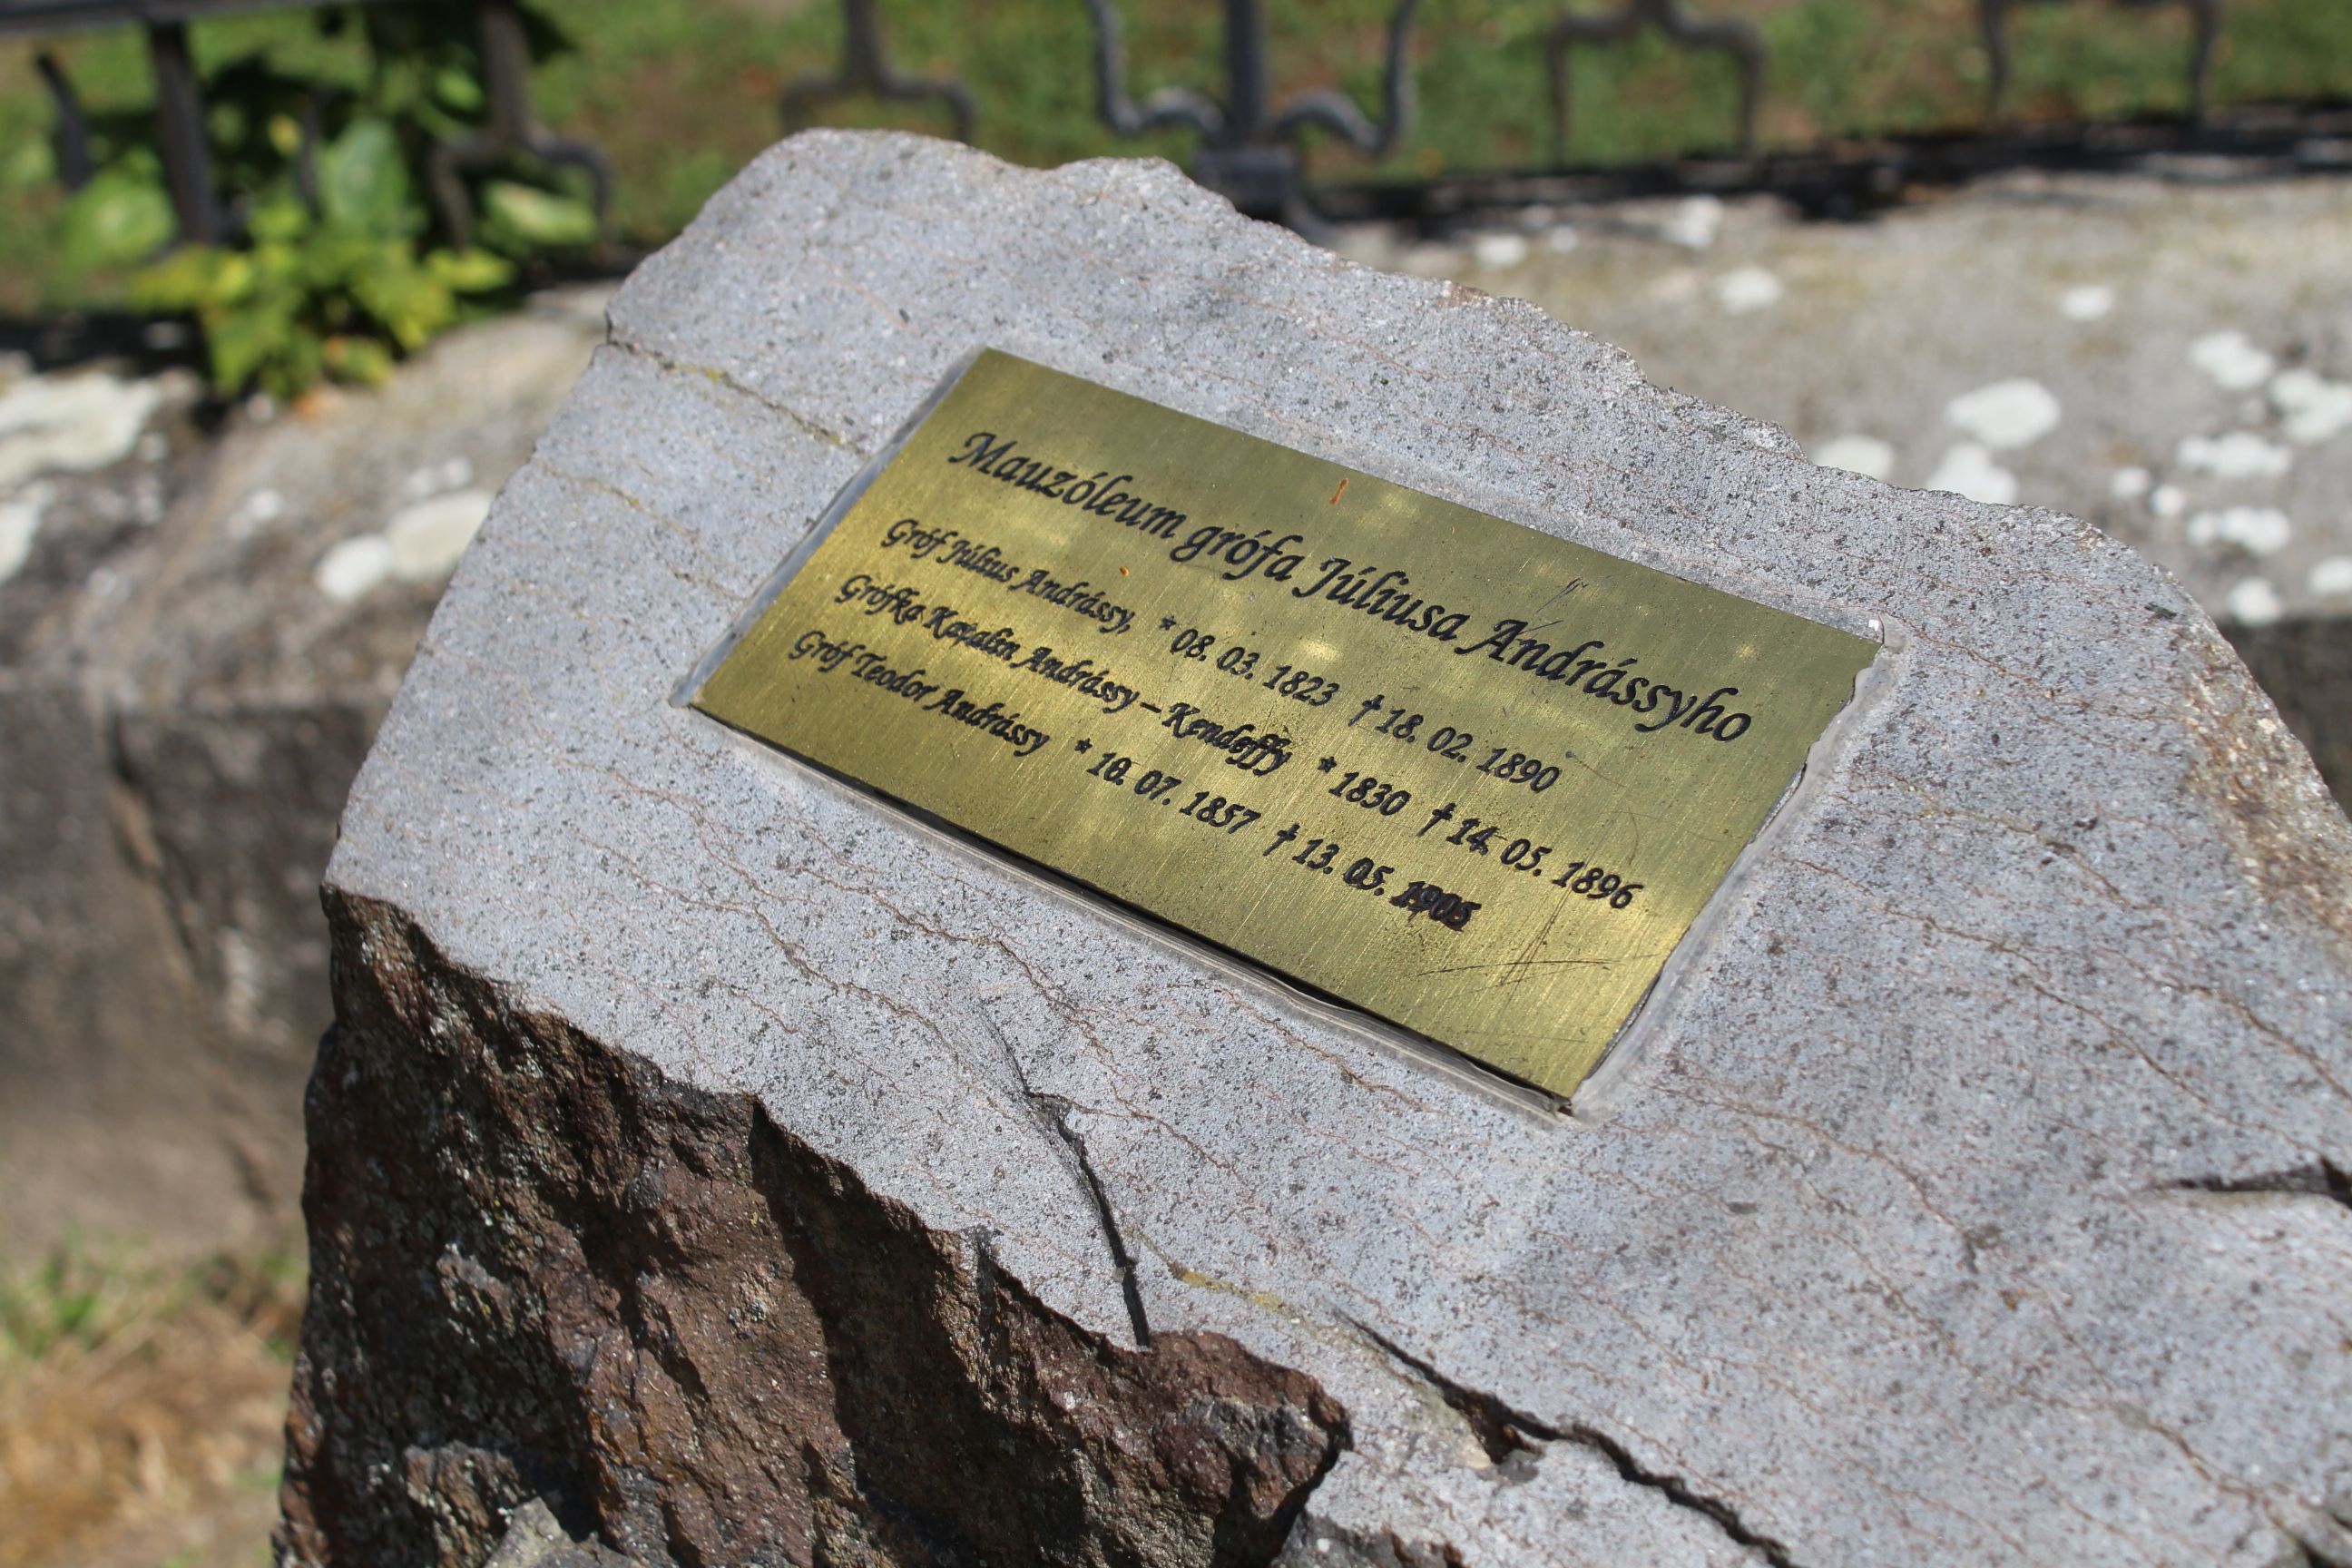 Mauzóleum grófa Júliusa Andrássyho
Gróf Július Andrássy, * 08. 03. 1823 † 18. 02. 1890
Grófka Katalin Andrássy – Kendeffy * 1830 † 14. 05. 1896
Gróf Teodor Andrássy * 10. 07. 1857 † 13. 05. 1905